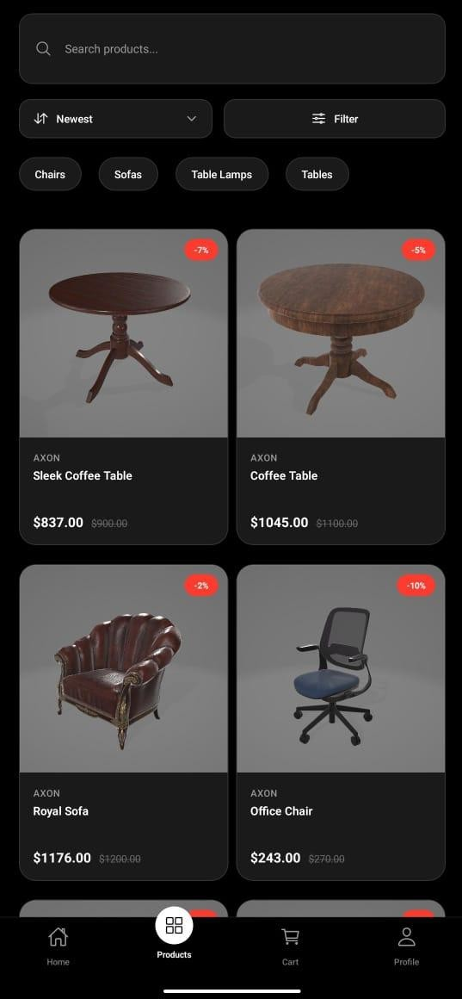 Search products...
Newest
Filter
Chairs
Sofas
Table Lamps
Tables
-7%
-5%
AXON
Sleek Coffee Table
$837.00 $900.00
AXON
Coffee Table
$1045.00 $1100.00
-2%
-10%
AXON
Royal Sofa
$1176.00 $1200.00
AXON
Office Chair
$243.00 $270.00
Home
Products
Cart
Profile